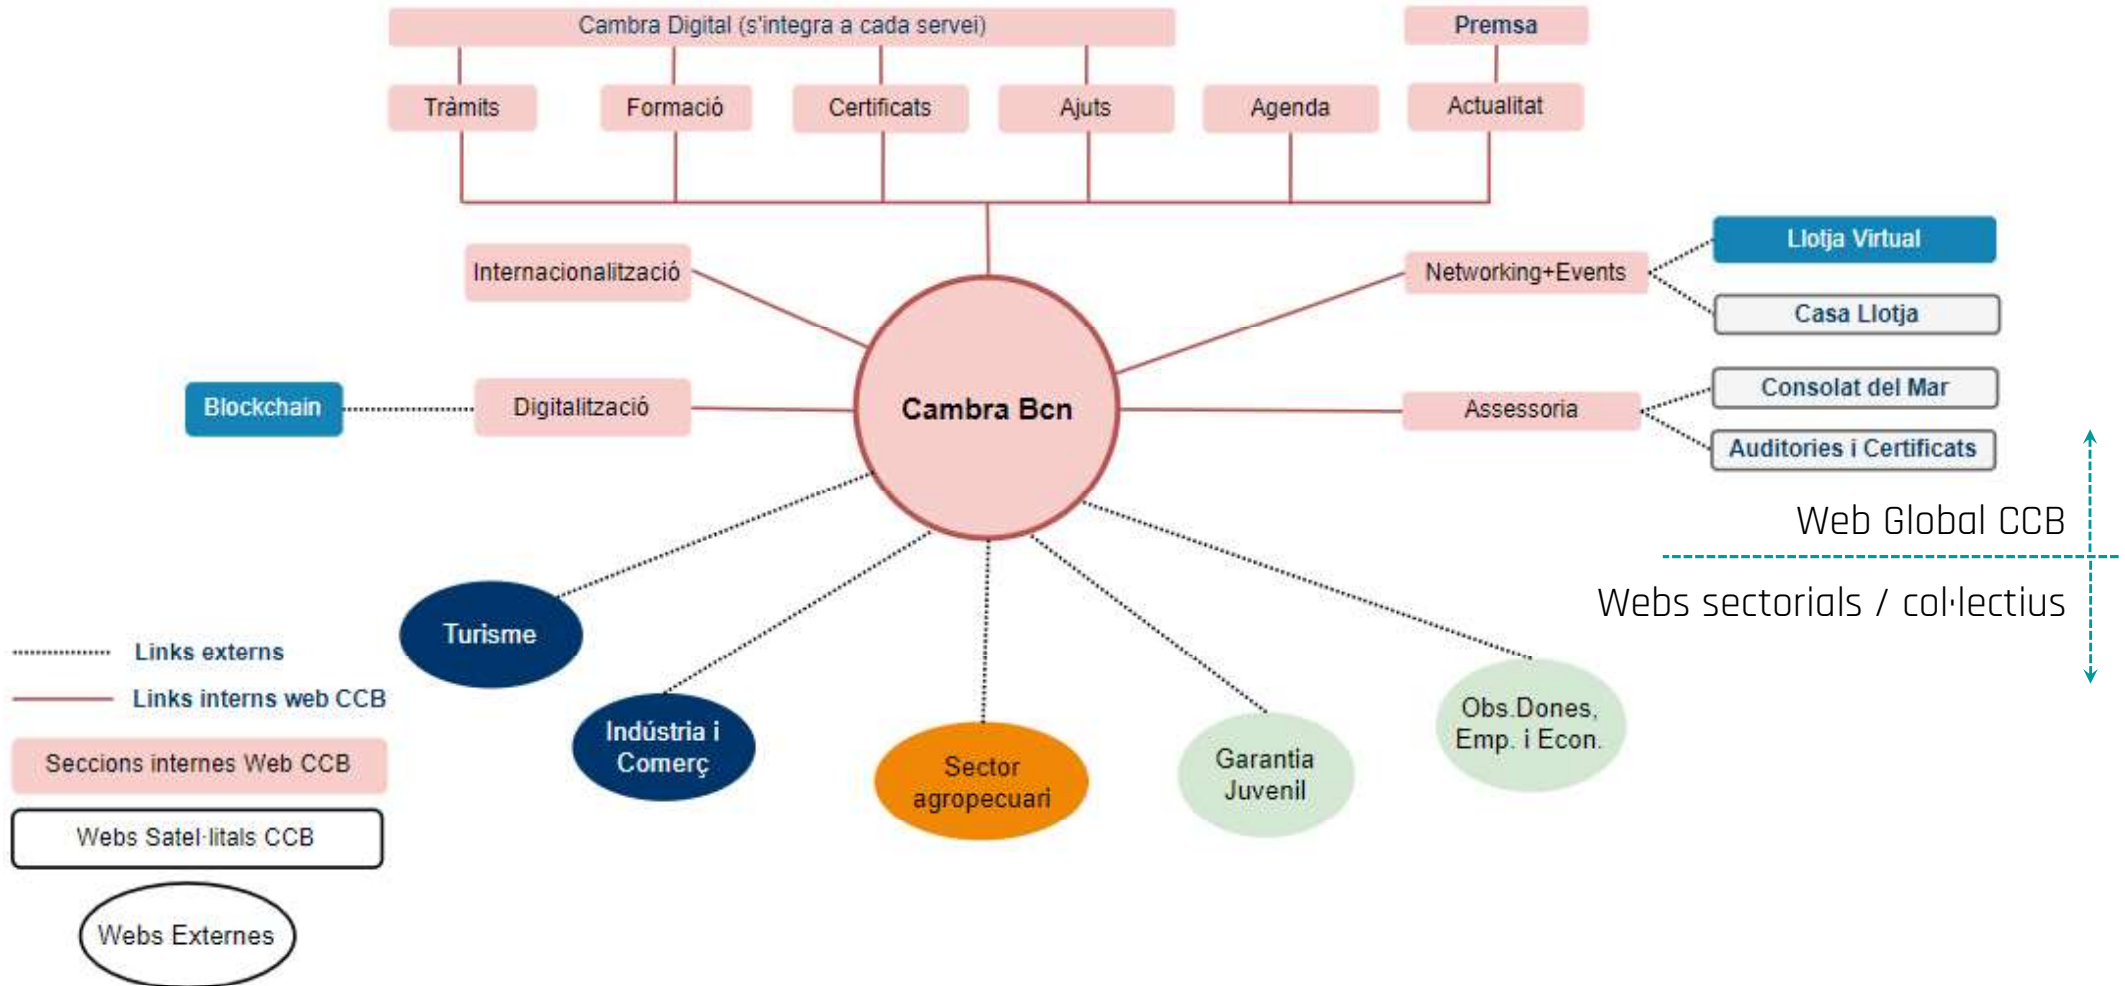 Cambra Digital (s'integra a cada servei)
Premsa
Tràmits
Formació
Certificats
Ajuts
Agenda
Actualitat
Internacionalització
Networking+Events
Llotja Virtual
Casa Llotja
Blockchain
Digitalització
Cambra Bcn
Assessoria
Consolat del Mar
Auditories i Certificats
Web Global CCB
Webs sectorials / col·lectius
Turisme
Indústria i
Comerç
Sector
agropecuari
Garantia
Juvenil
Obs.Dones,
Emp. i Econ.
Links externs
Links interns web CCB
Seccions internes Web CCB
Webs Satel·litals CCB
Webs Externes